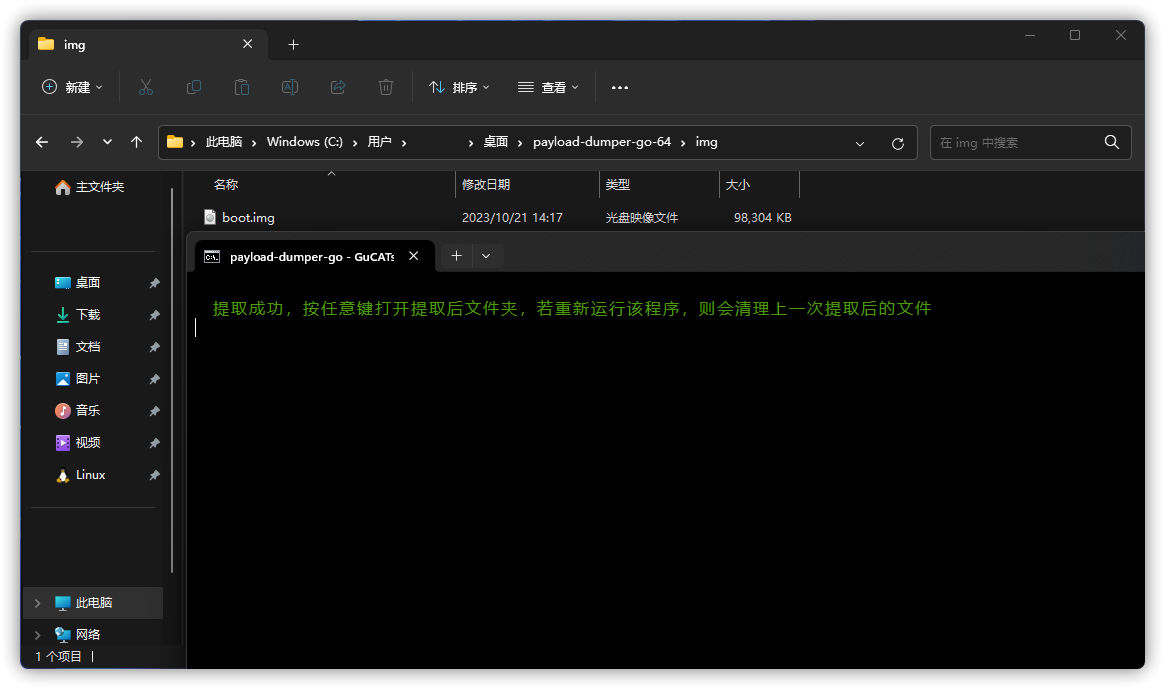 img
新建
排序
查看
此电脑 Windows (C:) 用户 桌面 payload-dumper-go-64 img
在 img 中搜索
主文件夹
名称 修改日期 类型 大小
boot.img 2023/10/21 14:17 光盘映像文件 98,304 KB
payload-dumper-go - GuCATs
桌面
下载
文档
图片
音乐
视频
Linux
此电脑
网络
1 个项目
提取成功，按任意键打开提取后文件夹，若重新运行该程序，则会清理上一次提取后的文件